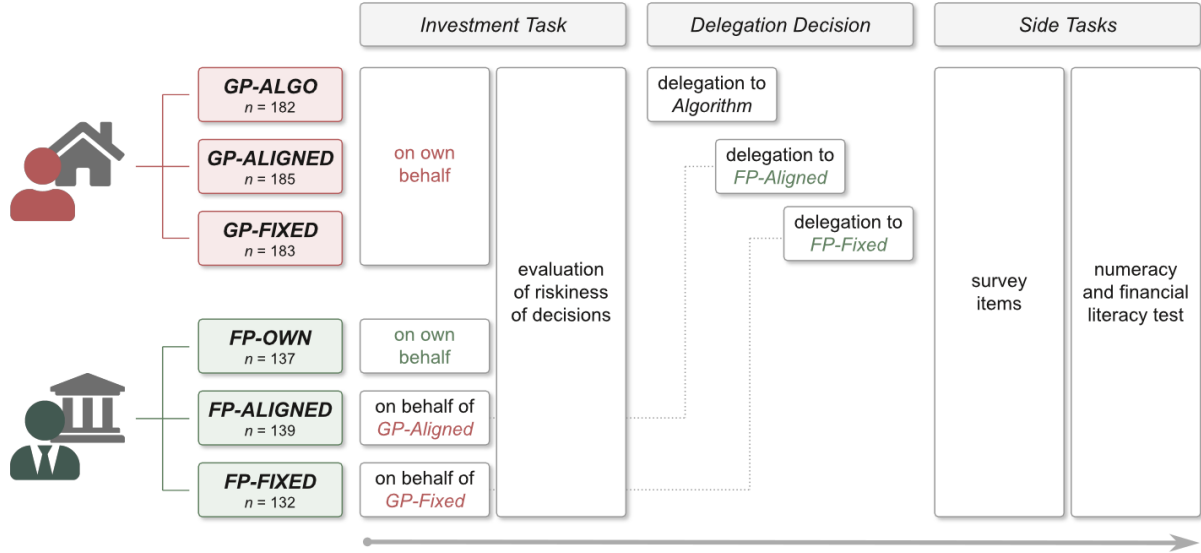 Investment Task
Delegation Decision
Side Tasks
GP-ALGO
n = 182
GP-ALIGNED
n = 185
GP-FIXED
n = 183
on own
behalf
FP-OWN
n = 137
FP-ALIGNED
n = 139
FP-FIXED
n = 132
on own
behalf
on behalf of
GP-Aligned
on behalf of
GP-Fixed
evaluation
of riskiness
of decisions
delegation to
Algorithm
delegation to
FP-Aligned
delegation to
FP-Fixed
survey
items
numeracy
and financial
literacy test